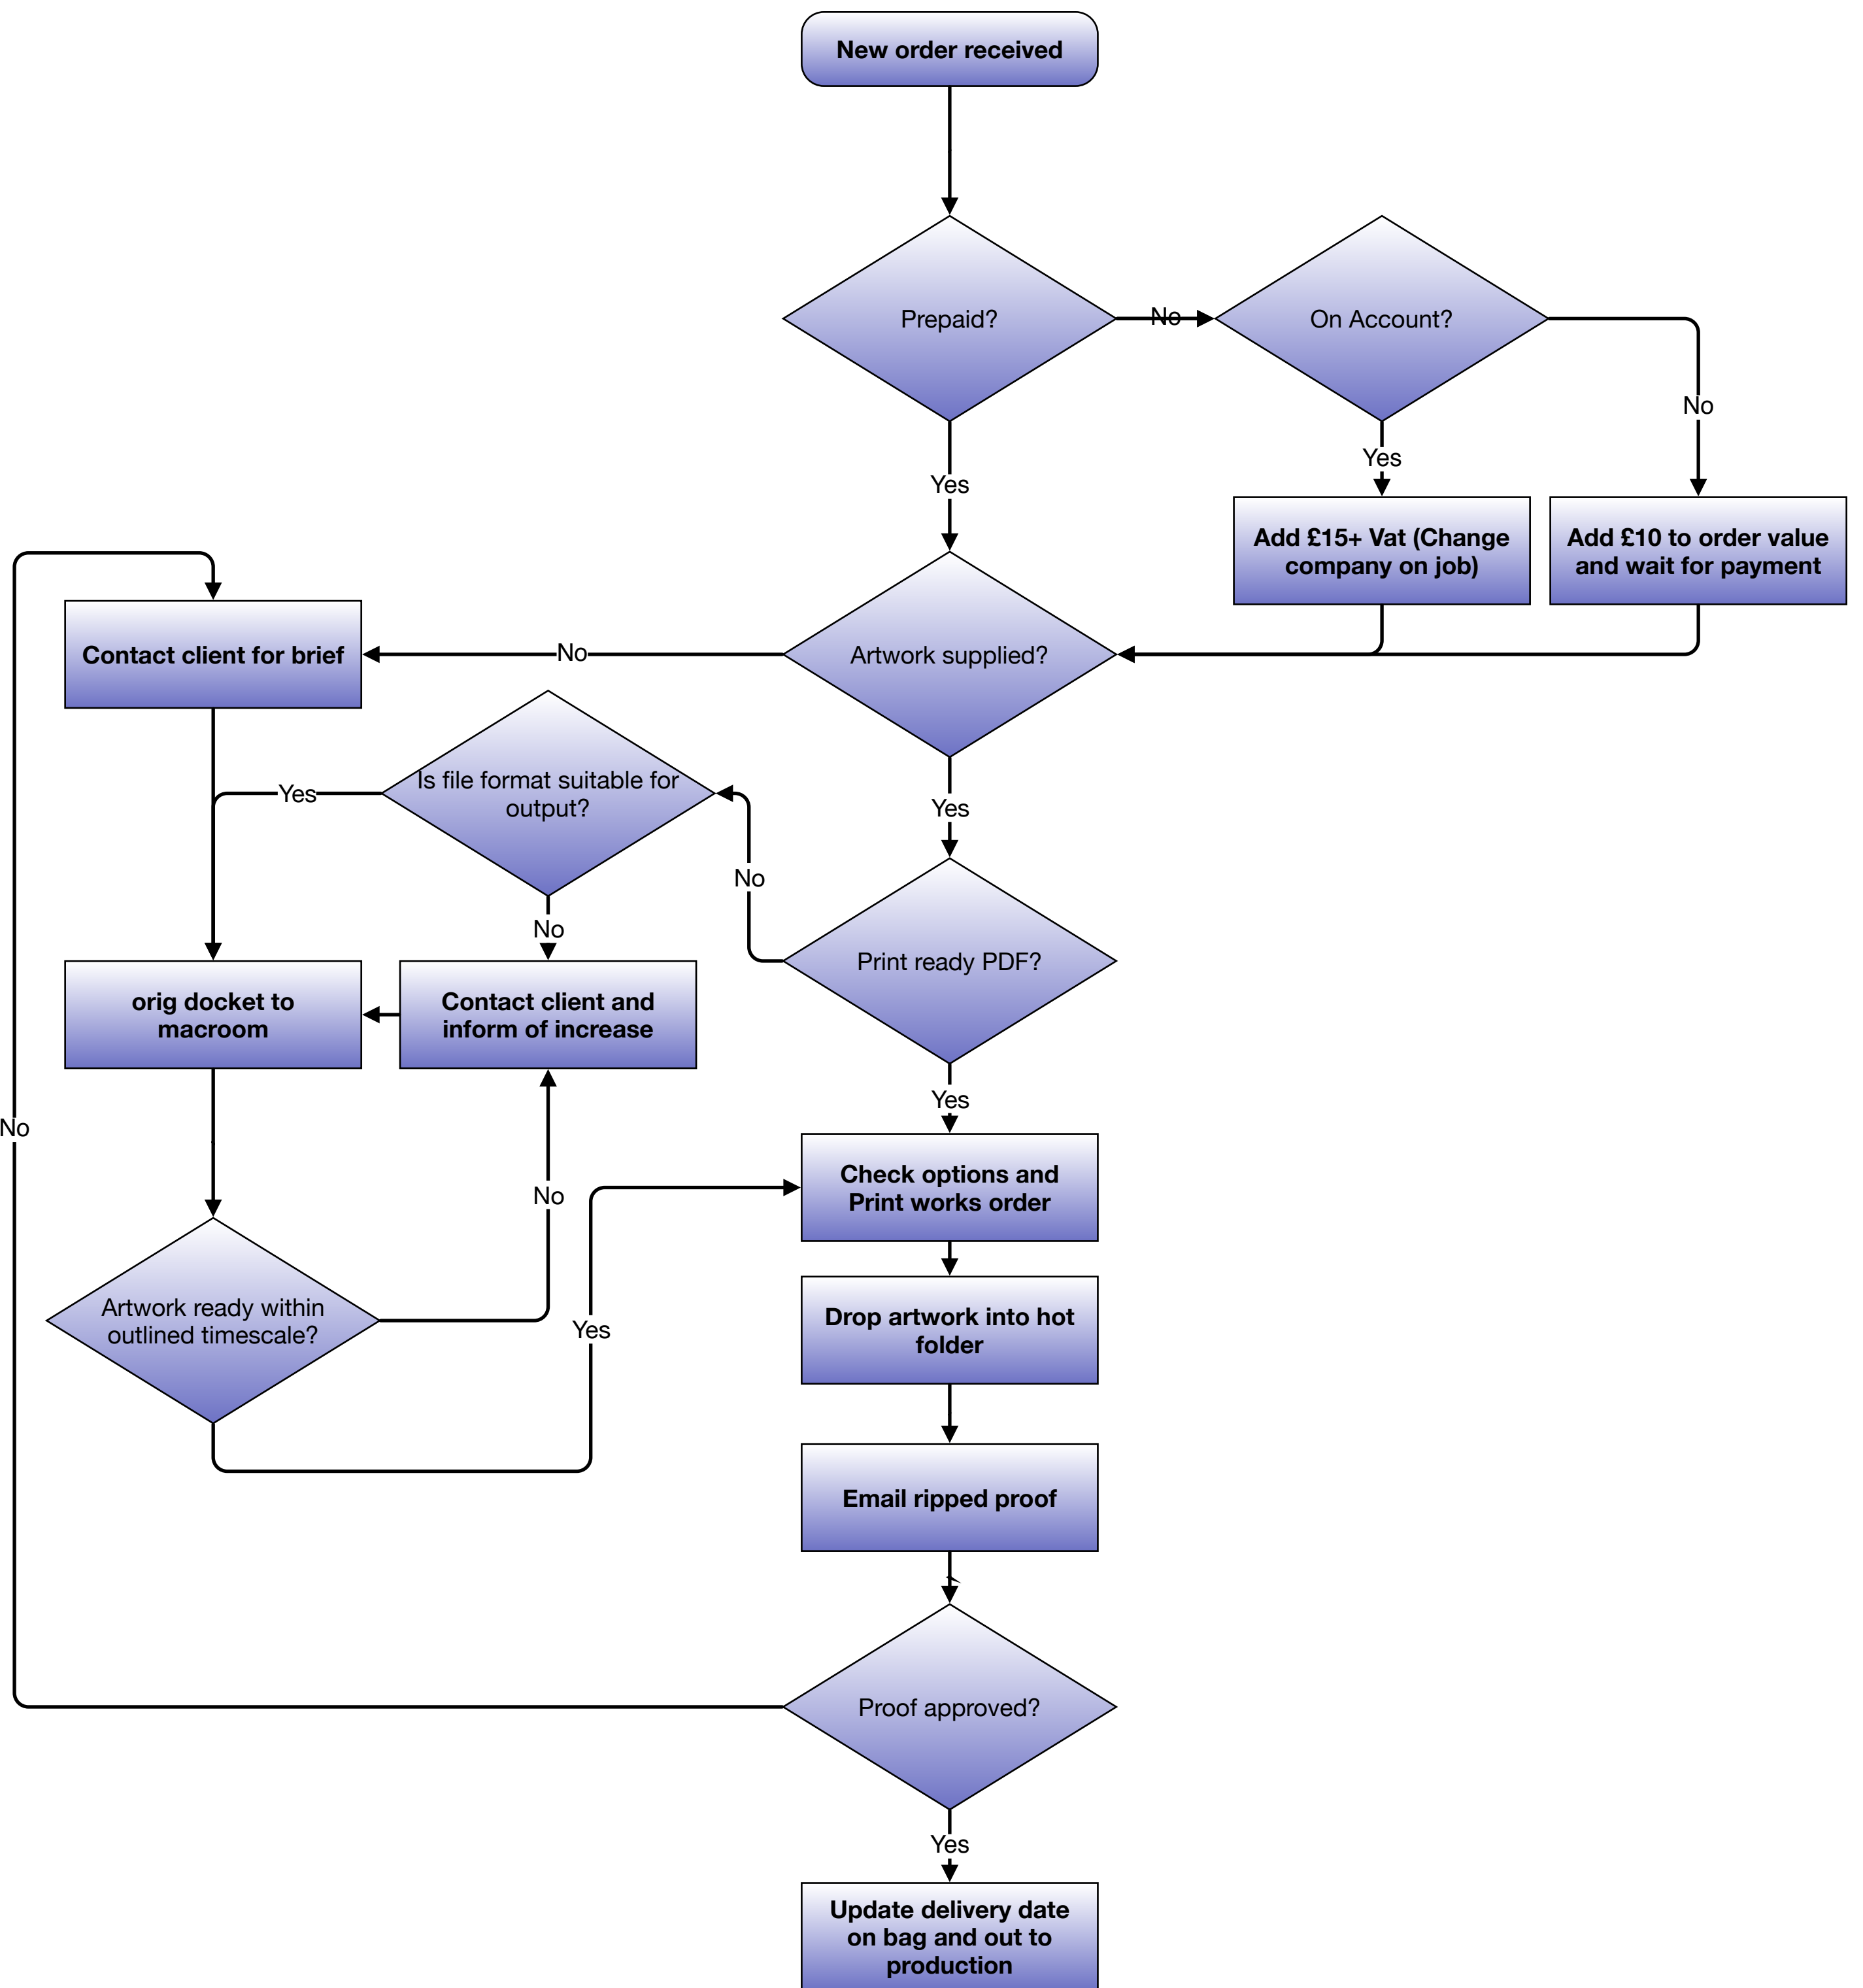 New order received
Prepaid?
No
On Account?
No
Yes
Yes
Add £15+ Vat (Change
company on job)
Add £10 to order value
and wait for payment
Contact client for brief
No
Artwork supplied?
Is file format suitable for
output?
Yes
Yes
No
No
Print ready PDF?
orig docket to
macroom
Contact client and
inform of increase
Yes
No
No
Check options and
Print works order
Artwork ready within
outlined timescale?
Yes
Drop artwork into hot
folder
Email ripped proof
Proof approved?
Yes
Update delivery date
on bag and out to
production